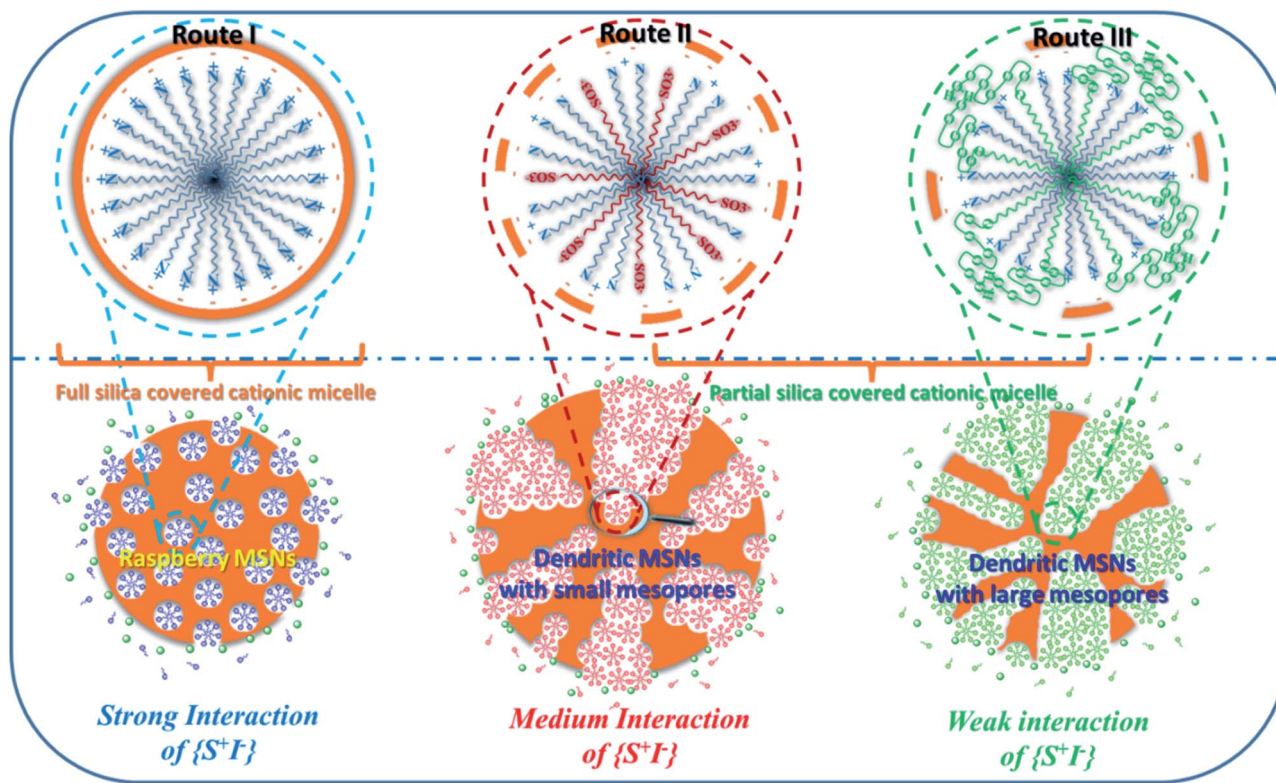 Route I
Route II
Route III
Full silica covered cationic micelle
Partial silica covered cationic micelle
Raspberry MSNs
Dendritic MSNs
with small mesopores
Dendritic MSNs
with large mesopores
Strong Interaction
of {S⁺I⁻}
Medium Interaction
of {S⁺I⁻}
Weak interaction
of {S⁺I⁻}